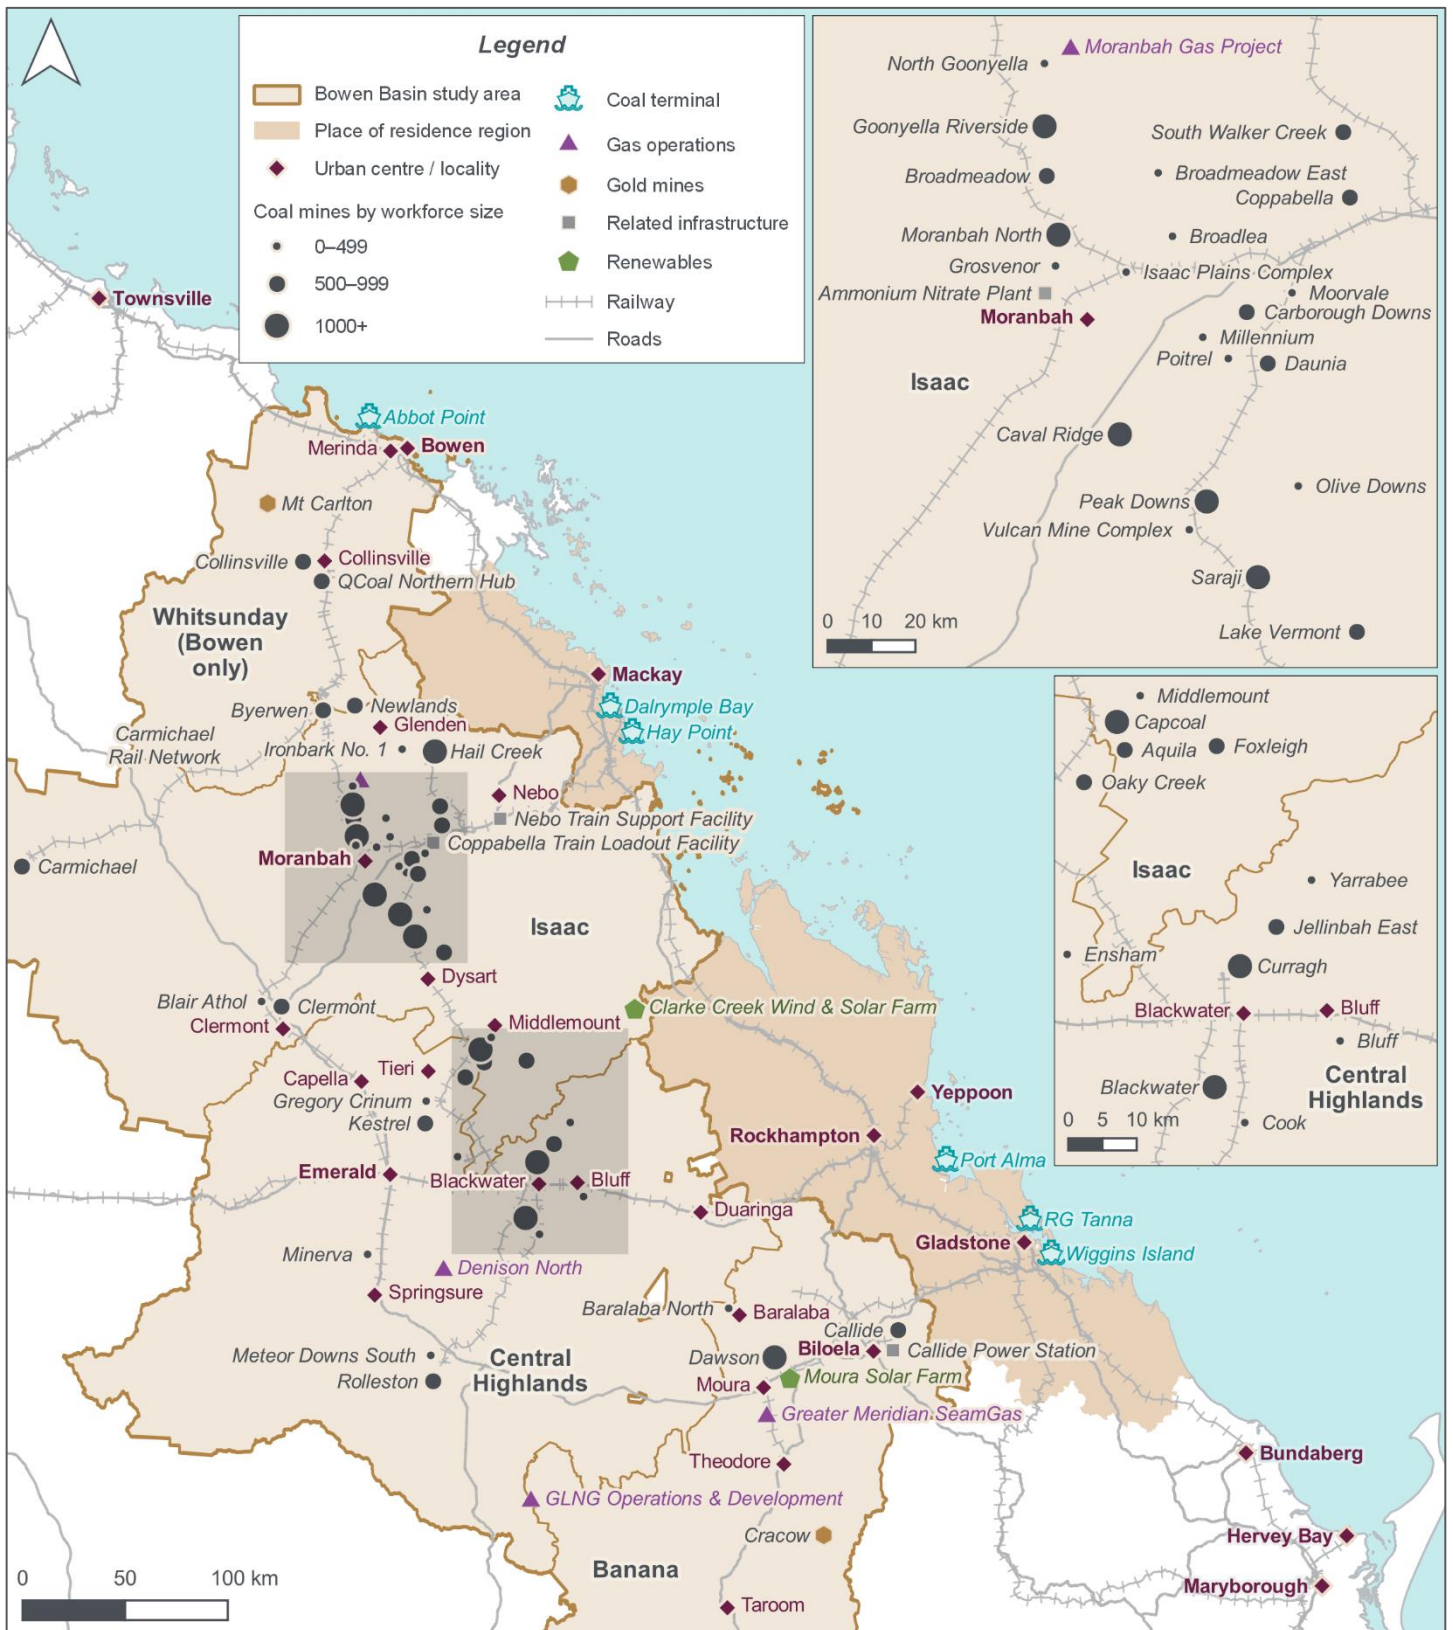 Legend
Bowen Basin study area
Place of residence region
Urban centre / locality
Coal mines by workforce size
0–499
500–999
1000+
Coal terminal
Gas operations
Gold mines
Related infrastructure
Renewables
Railway
Roads
Townsville
Abbot Point
Merinda
Bowen
Mt Carlton
Collinsville
Collinsville
QCoal Northern Hub
Whitsunday
(Bowen
only)
Mackay
Dalrymple Bay
Hay Point
Byerwen
Newlands
Glenden
Carmichael
Rail Network
Ironbark No. 1
Hail Creek
Nebo
Nebo Train Support Facility
Coppabella Train Loadout Facility
Moranbah
Carmichael
Isaac
Dysart
Blair Athol
Clermont
Clermont
Clarke Creek Wind & Solar Farm
Middlemount
Tieri
Capella
Gregory Crinum
Kestrel
Yeppoon
Rockhampton
Port Alma
Emerald
Blackwater
Bluff
Duaringa
RG Tanna
Gladstone
Wiggins Island
Minerva
Denison North
Springsure
Baralaba North
Baralaba
Callide
Biloela
Callide Power Station
Meteor Downs South
Rolleston
Central
Highlands
Dawson
Moura Solar Farm
Moura
Greater Meridian SeamGas
Theodore
GLNG Operations & Development
Cracow
Banana
Taroom
Bundaberg
Hervey Bay
Maryborough
0 50 100 km
Moranbah Gas Project
North Goonyella
Goonyella Riverside
South Walker Creek
Broadmeadow
Broadmeadow East
Coppabella
Moranbah North
Broadlea
Grosvenor
Isaac Plains Complex
Ammonium Nitrate Plant
Moorvale
Moranbah
Carborough Downs
Millennium
Poitrel
Daunia
Isaac
Caval Ridge
Olive Downs
Peak Downs
Vulcan Mine Complex
Saraji
0 10 20 km
Lake Vermont
Middlemount
Capcoal
Aquila
Foxleigh
Oaky Creek
Isaac
Yarrabee
Jellinbah East
Ensham
Curragh
Blackwater
Bluff
Bluff
Central
Highlands
Blackwater
0 5 10 km
Cook